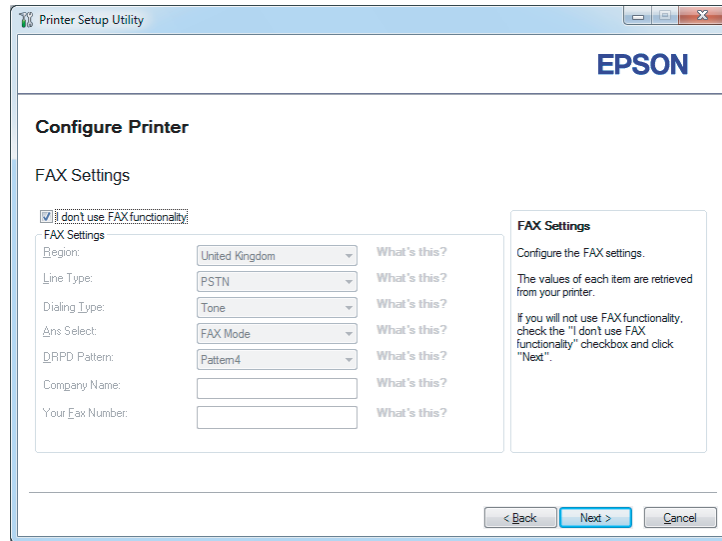 Printer Setup Utility
EPSON
Configure Printer
FAX Settings
I don't use FAX functionality
FAX Settings
Region: United Kingdom What's this?
Line Type: PSTN What's this?
Dialing Type: Tone What's this?
Ans Select: FAX Mode What's this?
DRPD Pattern: Pattern4 What's this?
Company Name: What's this?
Your Fax Number: What's this?
FAX Settings
Configure the FAX settings.
The values of each item are retrieved
from your printer.
If you will not use FAX functionality,
check the "I don't use FAX
functionality" checkbox and click
"Next".
< Back Next > Cancel